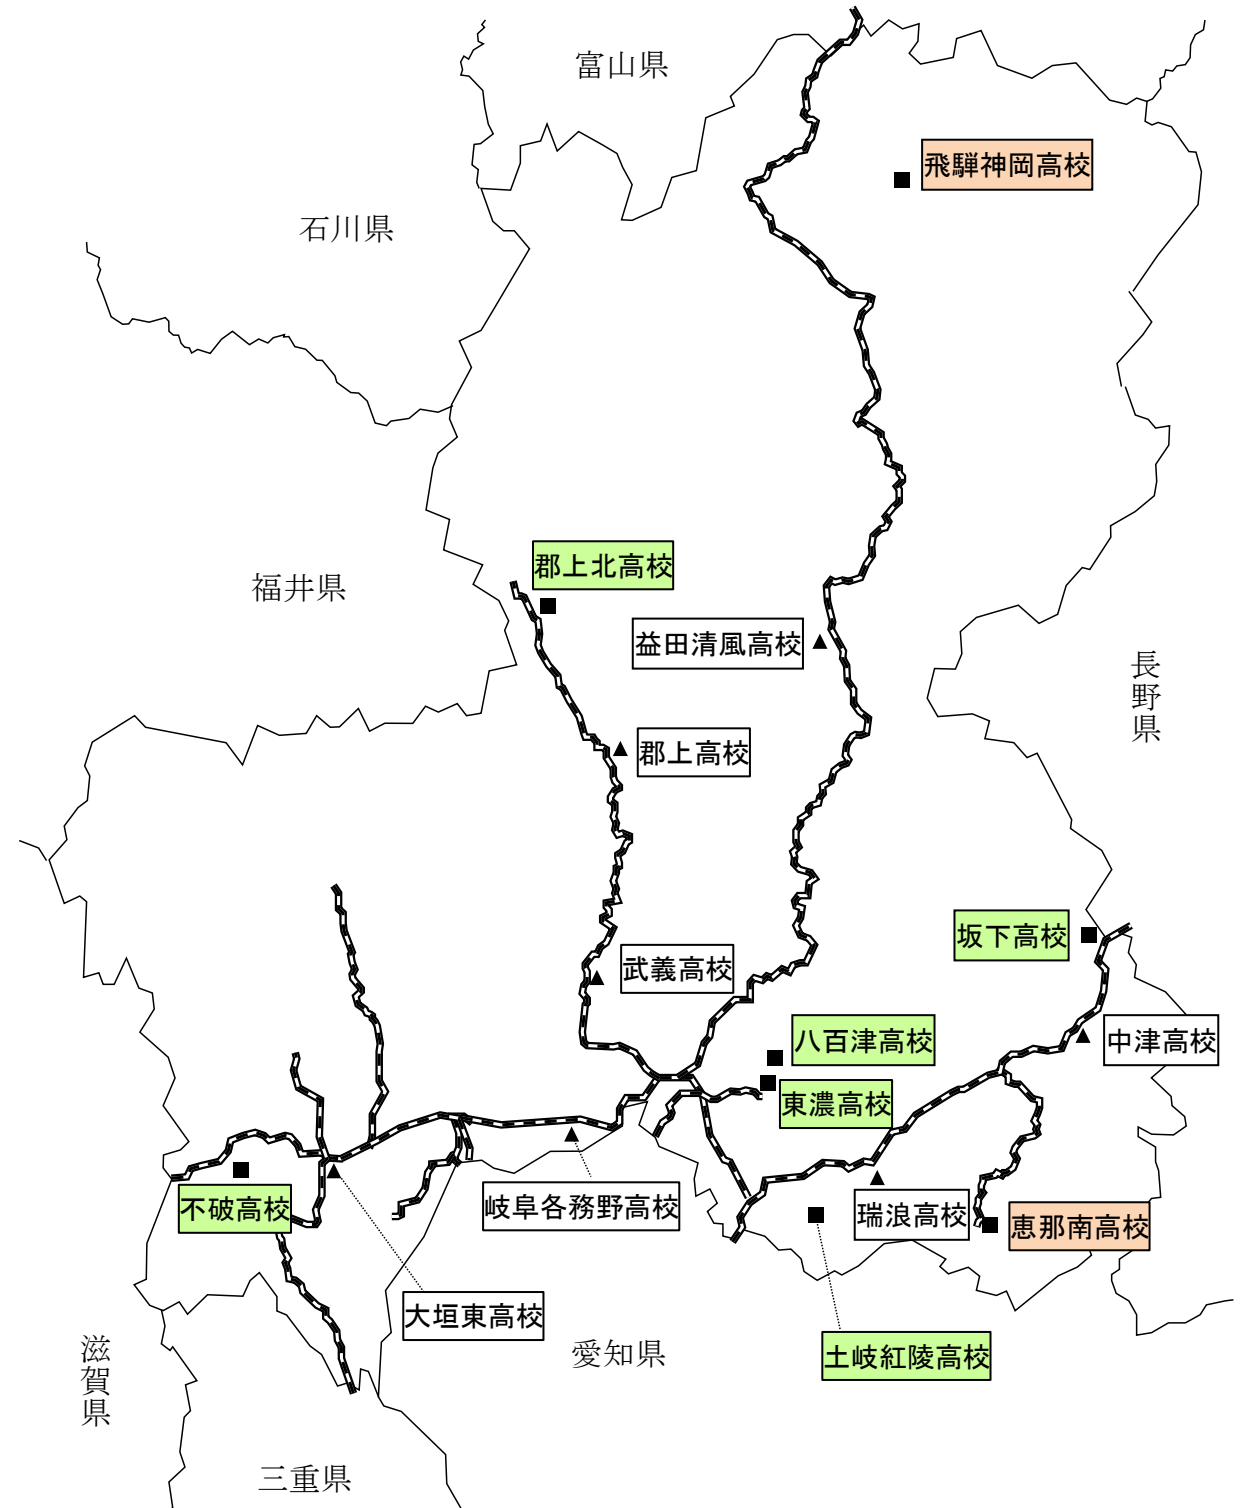 富山県
飛騨神岡高校
石川県
郡上北高校
福井県
益田清風高校
長野県
郡上高校
坂下高校
武義高校
八百津高校
中津高校
東濃高校
不破高校
岐阜各務野高校
瑞浪高校
恵那南高校
大垣東高校
土岐紅陵高校
愛知県
滋賀県
三重県